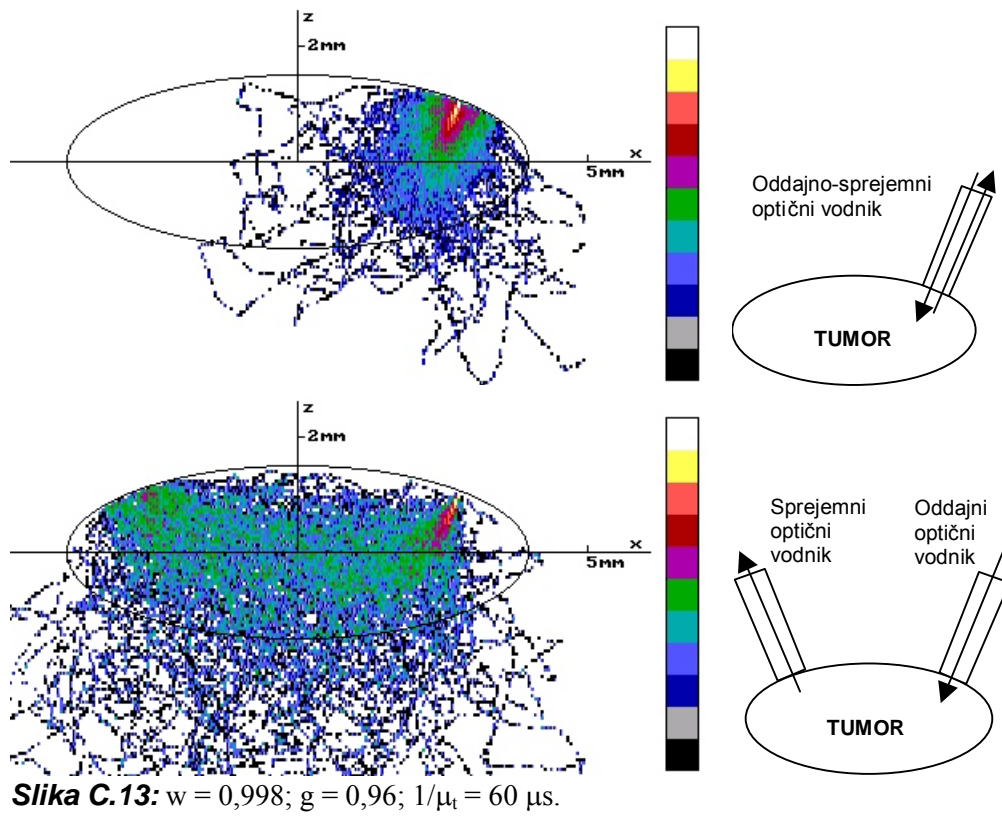 z
2mm
x
5mm
Oddajno-sprejemni
optični vodnik
TUMOR
z
2mm
x
5mm
Sprejemni
optični
vodnik
Oddajni
optični
vodnik
TUMOR
Slika C.13: w = 0,998; g = 0,96; 1/μt = 60 μs.